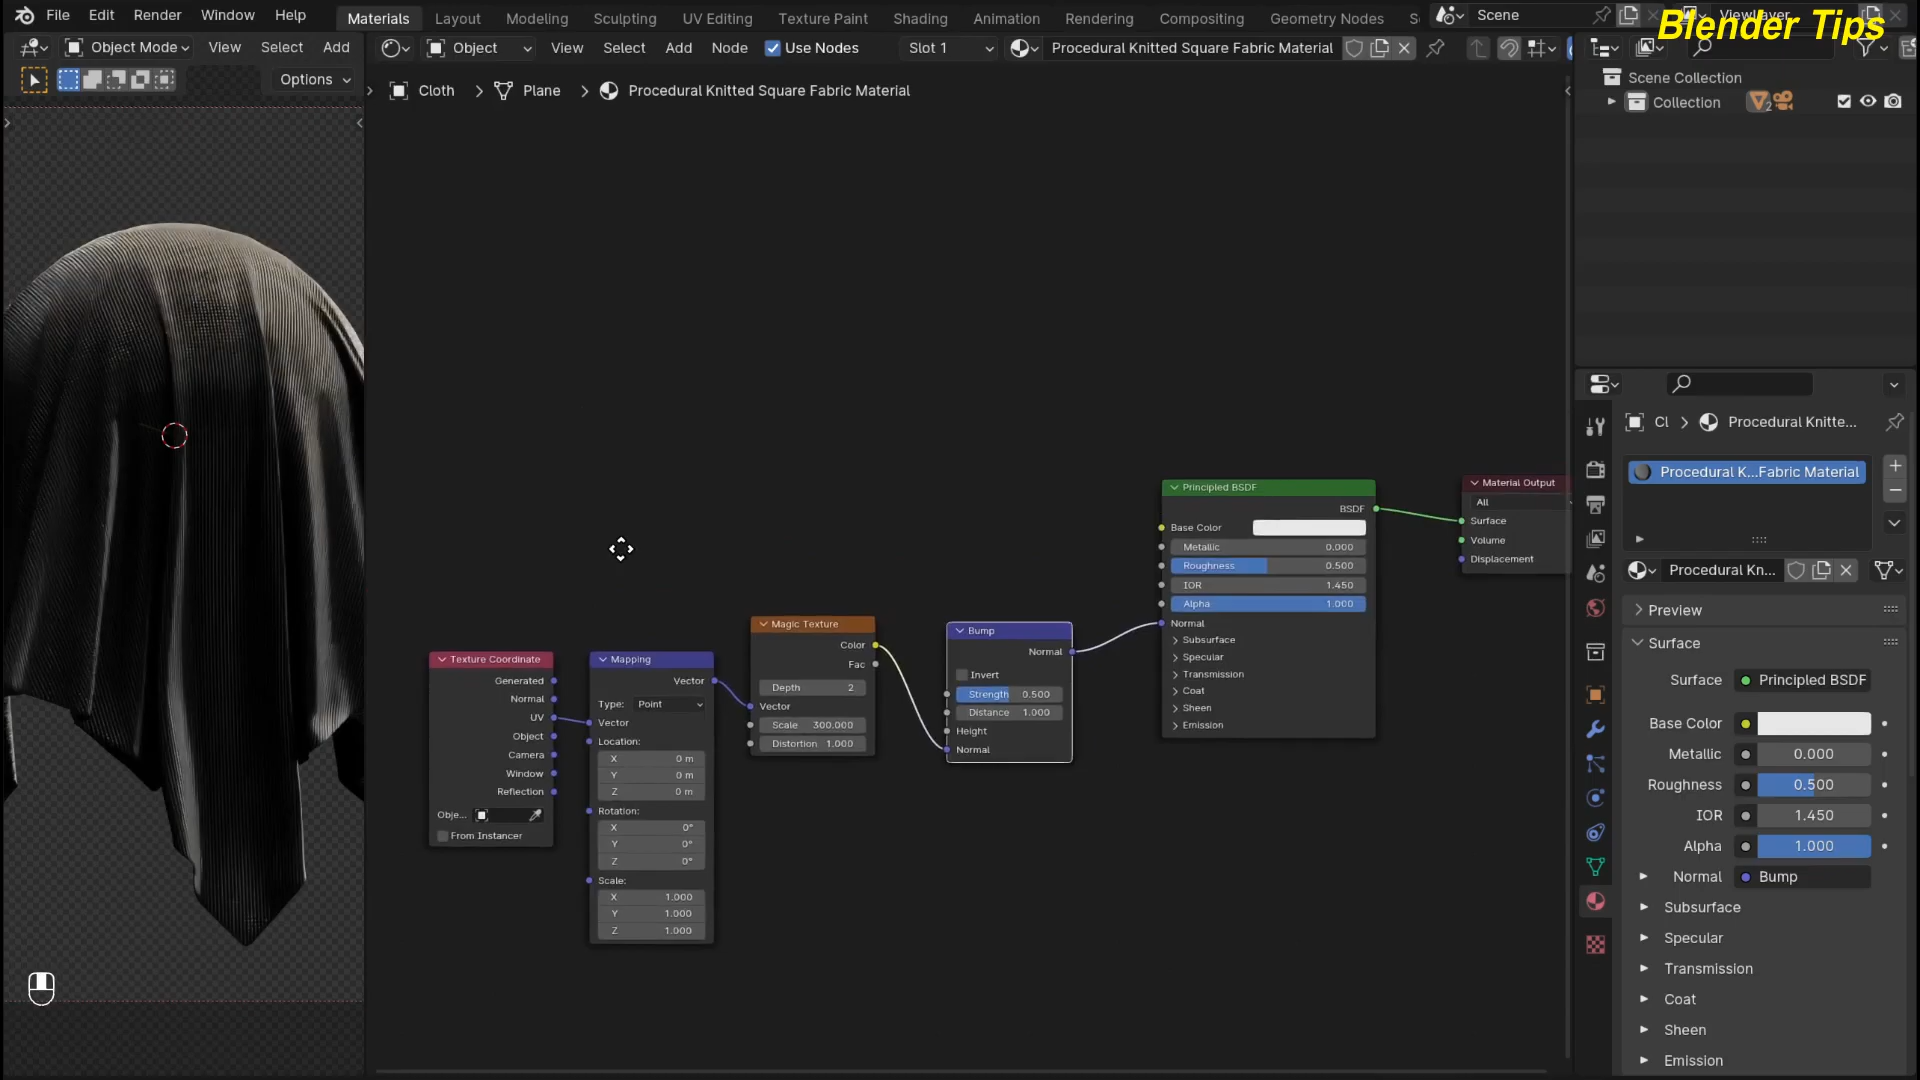 File Edit Render Window Help
Materials Layout Modeling Sculpting UV Editing Texture Paint Shading Animation Rendering Compositing Geometry Nodes
Scene
ViewLayer
Blender Tips
Object Mode View Select Add
Object View Select Add Node Use Nodes Slot 1 Procedural Knitted Square Fabric Material
Options
Cloth > Plane > Procedural Knitted Square Fabric Material
Scene Collection
Collection 2
Texture Coordinate
Generated
Normal
UV
Object
Camera
Window
Reflection
Obje...
From Instancer
Mapping
Vector
Type: Point
Vector
Location:
X 0 m
Y 0 m
Z 0 m
Rotation:
X 0°
Y 0°
Z 0°
Scale:
X 1.000
Y 1.000
Z 1.000
Magic Texture
Color
Fac
Depth 2
Vector
Scale 300.000
Distortion 1.000
Bump
Normal
Invert
Strength 0.500
Distance 1.000
Height
Normal
Principled BSDF
BSDF
Base Color
Metallic 0.000
Roughness 0.500
IOR 1.450
Alpha 1.000
Normal
Subsurface
Specular
Transmission
Coat
Sheen
Emission
Material Output
All
Surface
Volume
Displacement
Cl > Procedural Knitte...
Procedural K...Fabric Material
Procedural Kn...
Preview
Surface
Surface Principled BSDF
Base Color
Metallic 0.000
Roughness 0.500
IOR 1.450
Alpha 1.000
Normal Bump
Subsurface
Specular
Transmission
Coat
Sheen
Emission